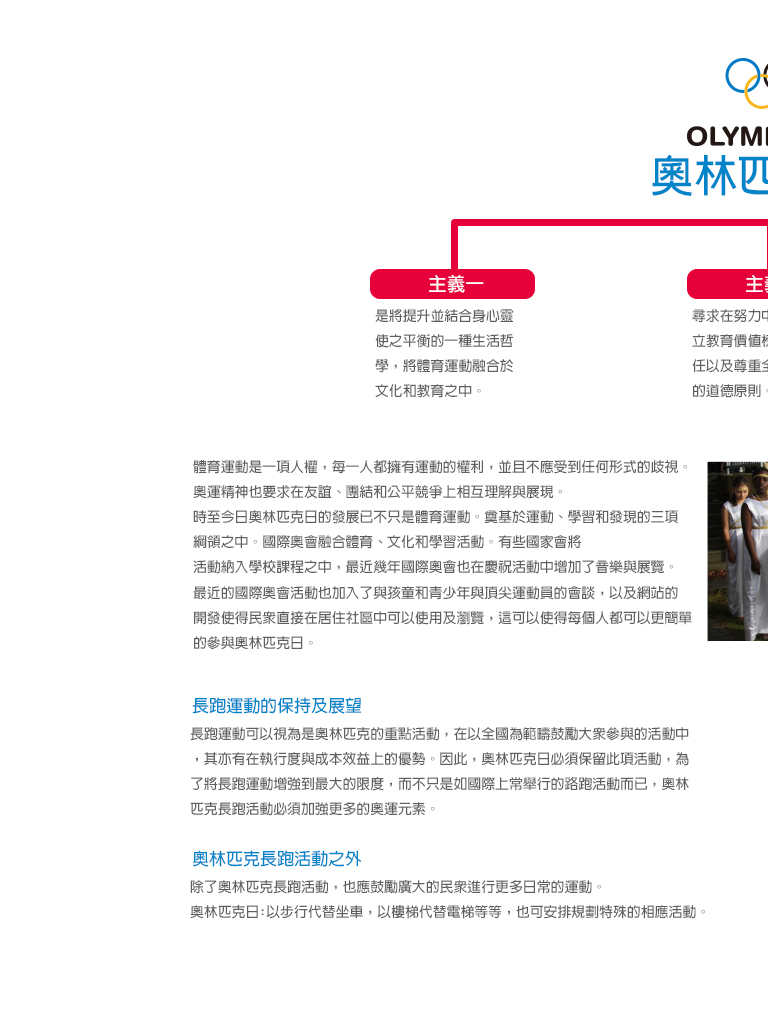 OLYM
奧林匹
主義一
是將提升並結合身心靈
使之平衡的一種生活哲
學，將體育運動融合於
文化和教育之中。
主
尋求在努力
立教育價值
任以及尊重
的道德原則。
體育運動是一項人權，每一人都擁有運動的權利，並且不應受到任何形式的歧視。
奧運精神也要求在友誼、團結和公平競爭上相互理解與展現。
時至今日奧林匹克日的發展已不只是體育運動。奠基於運動、學習和發現的三項
綱領之中。國際奧會融合體育、文化和學習活動。有些國家會將
活動納入學校課程之中，最近幾年國際奧會也在慶祝活動中增加了音樂與展覽。
最近的國際奧會活動也加入了與孩童和青少年與頂尖運動員的會談，以及網站的
開發使得民眾直接在居住社區中可以使用及瀏覽，這可以使得每個人都可以更簡單
的參與奧林匹克日。
長跑運動的保持及展望
長跑運動可以視為是奧林匹克的重點活動，在以全國為範疇鼓勵大眾參與的活動中
，其亦有在執行度與成本效益上的優勢。因此，奧林匹克日必須保留此項活動，為
了將長跑運動增強到最大的限度，而不只是如國際上常舉行的路跑活動而已，奧林
匹克長跑活動必須加強更多的奧運元素。
奧林匹克長跑活動之外
除了奧林匹克長跑活動，也應鼓勵廣大的民眾進行更多日常的運動。
奧林匹克日:以步行代替坐車，以樓梯代替電梯等等，也可安排規劃特殊的相應活動。